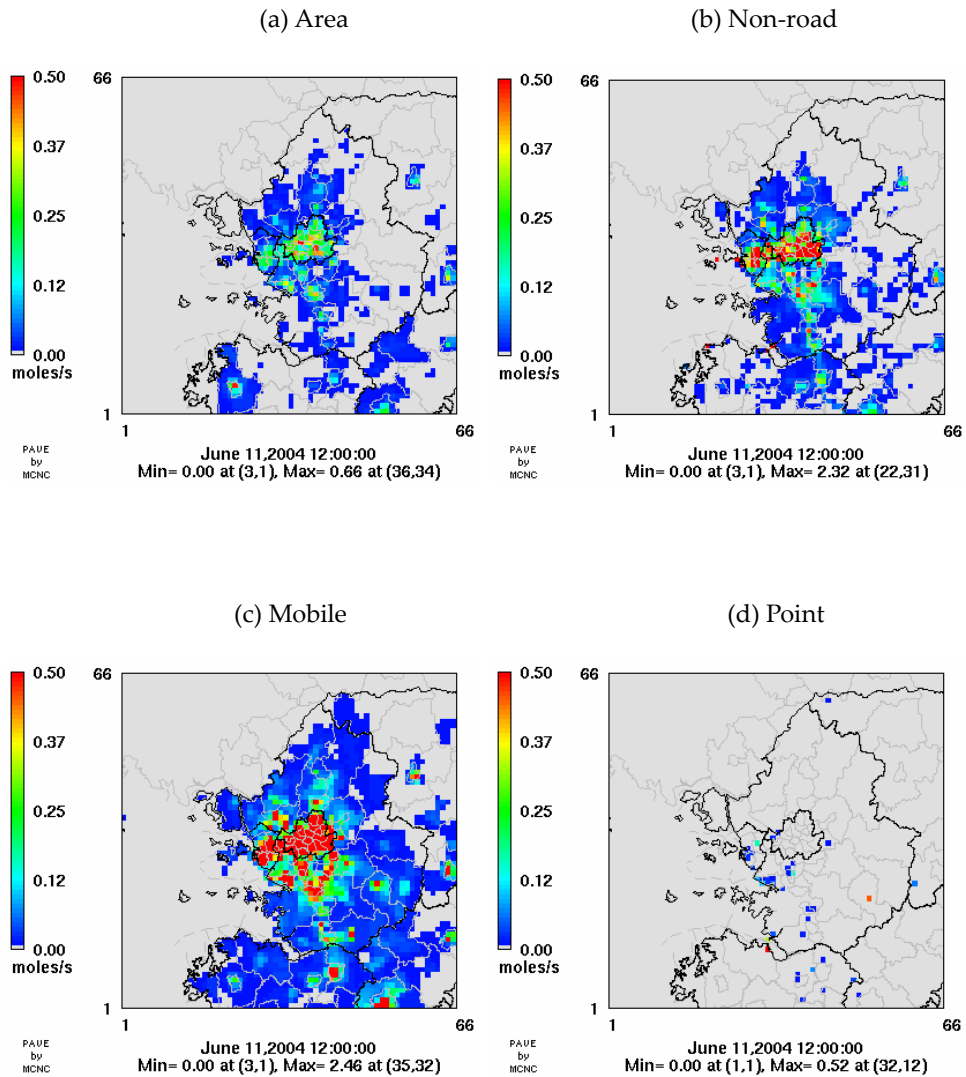 (a) Area
66
0.50
0.37
0.25
0.12
0.00
moles/s
1
1
66
PAVE
by
MCNC
June 11,2004 12:00:00
Min= 0.00 at (3,1), Max= 0.66 at (36,34)
(b) Non-road
66
0.50
0.37
0.25
0.12
0.00
moles/s
1
1
66
PAVE
by
MCNC
June 11,2004 12:00:00
Min= 0.00 at (3,1), Max= 2.32 at (22,31)
(c) Mobile
66
0.50
0.37
0.25
0.12
0.00
moles/s
1
1
66
PAVE
by
MCNC
June 11,2004 12:00:00
Min= 0.00 at (3,1), Max= 2.46 at (35,32)
(d) Point
66
0.50
0.37
0.25
0.12
0.00
moles/s
1
1
66
PAVE
by
MCNC
June 11,2004 12:00:00
Min= 0.00 at (1,1), Max= 0.52 at (32,12)